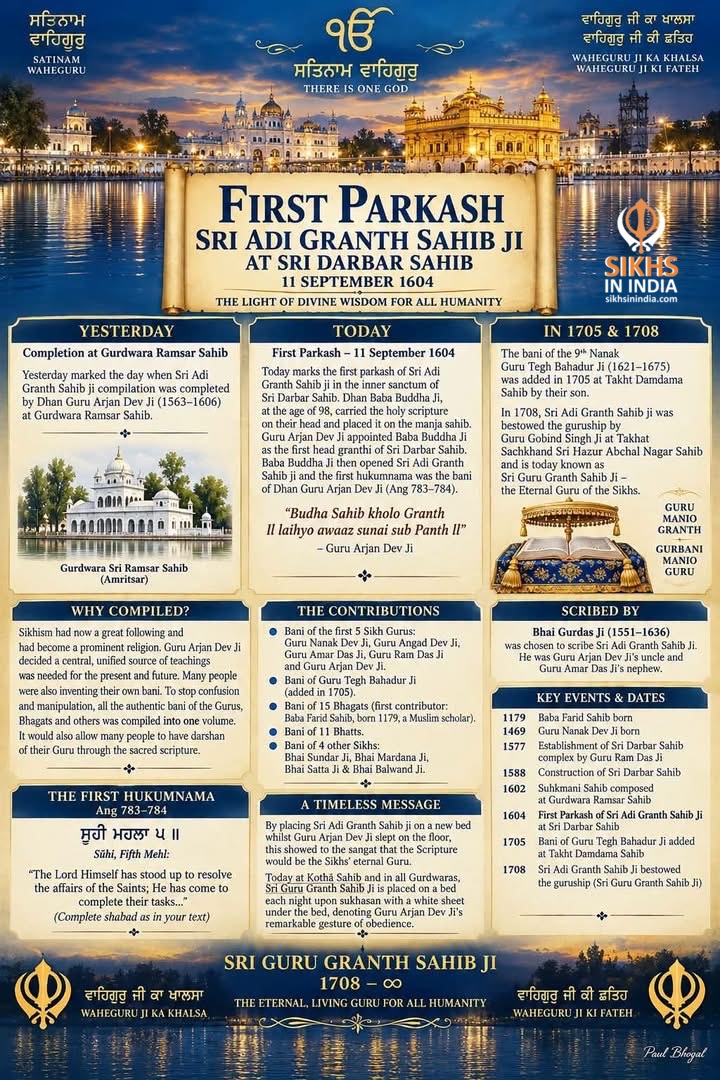 ਸਤਿਨਾਮ
ਵਾਹਿਗੁਰੂ
SATINAM
WAHEGURU
ੴ
ਸਤਿਨਾਮ ਵਾਹਿਗੁਰੂ
THERE IS ONE GOD
ਵਾਹਿਗੁਰੂ ਜੀ ਕਾ ਖਾਲਸਾ
ਵਾਹਿਗੁਰੂ ਜੀ ਕੀ ਫ਼ਤਿਹ
WAHEGURU JI KA KHALSA
WAHEGURU JI KI FATEH
FIRST PARKASH
SRI ADI GRANTH SAHIB JI
AT SRI DARBAR SAHIB
11 SEPTEMBER 1604
THE LIGHT OF DIVINE WISDOM FOR ALL HUMANITY
SIKHS
IN INDIA
sikhsinindia.com
YESTERDAY
Completion at Gurdwara Ramsar Sahib
Yesterday marked the day when Sri Adi
Granth Sahib ji compilation was completed
by Dhan Guru Arjan Dev Ji (1563–1606)
at Gurdwara Ramsar Sahib.
Gurdwara Sri Ramsar Sahib
(Amritsar)
TODAY
First Parkash – 11 September 1604
Today marks the first parkash of Sri Adi
Granth Sahib ji in the inner sanctum of
Sri Darbar Sahib. Dhan Baba Buddha Ji,
at the age of 98, carried the holy scripture
on their head and placed it on the manja sahib.
Guru Arjan Dev Ji appointed Baba Buddha Ji
as the first head granthi of Sri Darbar Sahib.
Baba Buddha Ji then opened Sri Adi Granth
Sahib ji and the first hukumnama was the bani
of Dhan Guru Arjan Dev Ji (Ang 783–784).
“Budha Sahib kholo Granth
ll laihyo awaaz sunai sub Panth ll”
– Guru Arjan Dev Ji
IN 1705 & 1708
The bani of the 9th Nanak
Guru Tegh Bahadur Ji (1621–1675)
was added in 1705 at Takht Damdama
Sahib by their son.
In 1708, Sri Adi Granth Sahib ji was
bestowed the guruship by
Guru Gobind Singh Ji at Takhat
Sachkhand Sri Hazur Abchal Nagar Sahib
and is today known as
Sri Guru Granth Sahib Ji –
the Eternal Guru of the Sikhs.
GURU
MANIO
GRANTH
GURBANI
MANIO
GURU
WHY COMPILED?
Sikhism had now a great following and
had become a prominent religion. Guru Arjan Dev Ji
decided a central, unified source of teachings
was needed for the present and future. Many people
were also inventing their own bani. To stop confusion
and manipulation, all the authentic bani of the Gurus,
Bhagats and others was compiled into one volume.
It would also allow many people to have darshan
of their Guru through the sacred scripture.
THE CONTRIBUTIONS
Bani of the first 5 Sikh Gurus:
Guru Nanak Dev Ji, Guru Angad Dev Ji,
Guru Amar Das Ji, Guru Ram Das Ji
and Guru Arjan Dev Ji.
Bani of Guru Tegh Bahadur Ji
(added in 1705).
Bani of 15 Bhagats (first contributor:
Baba Farid Sahib, born 1179, a Muslim scholar).
Bani of 11 Bhatts.
Bani of 4 other Sikhs:
Bhai Sundar Ji, Bhai Mardana Ji,
Bhai Satta Ji & Bhai Balwand Ji.
SCRIBED BY
Bhai Gurdas Ji (1551–1636)
was chosen to scribe Sri Adi Granth Sahib Ji.
He was Guru Arjan Dev Ji's uncle and
Guru Amar Das Ji's nephew.
KEY EVENTS & DATES
1179 Baba Farid Sahib born
1469 Guru Nanak Dev Ji born
1577 Establishment of Sri Darbar Sahib
complex by Guru Ram Das Ji
1588 Construction of Sri Darbar Sahib
1602 Suhkmani Sahib composed
at Gurdwara Ramsar Sahib
1604 First Parkash of Sri Adi Granth Sahib Ji
at Sri Darbar Sahib
1705 Bani of Guru Tegh Bahadur Ji added
at Takht Damdama Sahib
1708 Sri Adi Granth Sahib Ji bestowed
the guruship (Sri Guru Granth Sahib Ji)
THE FIRST HUKUMNAMA
Ang 783–784
ਸੂਹੀ ਮਹਲਾ ੫ ॥
Sūhi, Fifth Mehl:
“The Lord Himself has stood up to resolve
the affairs of the Saints; He has come to
complete their tasks...”
(Complete shabad as in your text)
A TIMELESS MESSAGE
By placing Sri Adi Granth Sahib ji on a new bed
whilst Guru Arjan Dev Ji slept on the floor,
this showed to the sangat that the Scripture
would be the Sikhs' eternal Guru.
Today at Kothā Sahib and in all Gurdwaras,
Sri Guru Granth Sahib Ji is placed on a bed
each night upon sukhasan with a white sheet
under the bed, denoting Guru Arjan Dev Ji's
remarkable gesture of obedience.
SRI GURU GRANTH SAHIB JI
1708 – ∞
THE ETERNAL, LIVING GURU FOR ALL HUMANITY
ਵਾਹਿਗੁਰੂ ਜੀ ਕਾ ਖਾਲਸਾ
WAHEGURU JI KA KHALSA
ਵਾਹਿਗੁਰੂ ਜੀ ਕੀ ਫਤਿਹ
WAHEGURU JI KI FATEH
Paul Bhogal